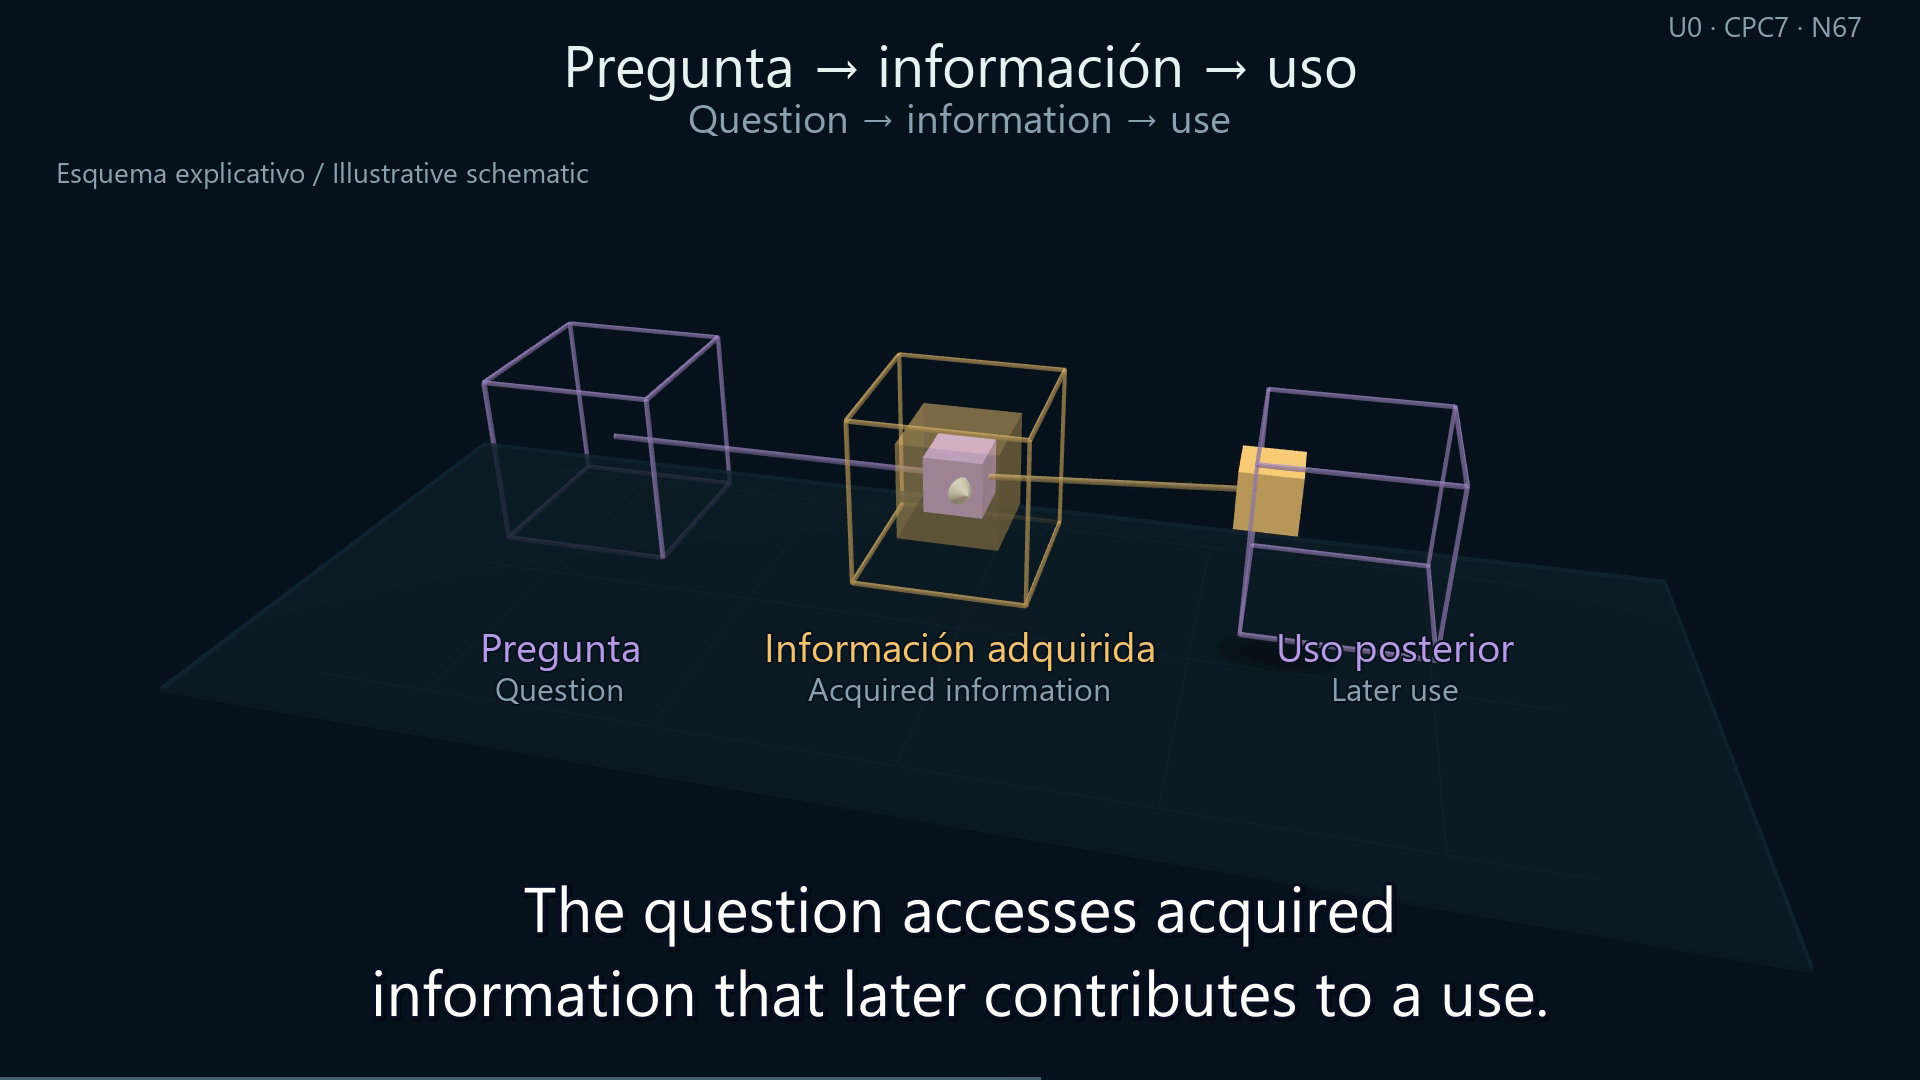 U0 · CPC7 · N67
Pregunta → información → uso
Question → information → use
Esquema explicativo / Illustrative schematic
Pregunta
Question
Información adquirida
Acquired information
Uso posterior
Later use
The question accesses acquired
information that later contributes to a use.